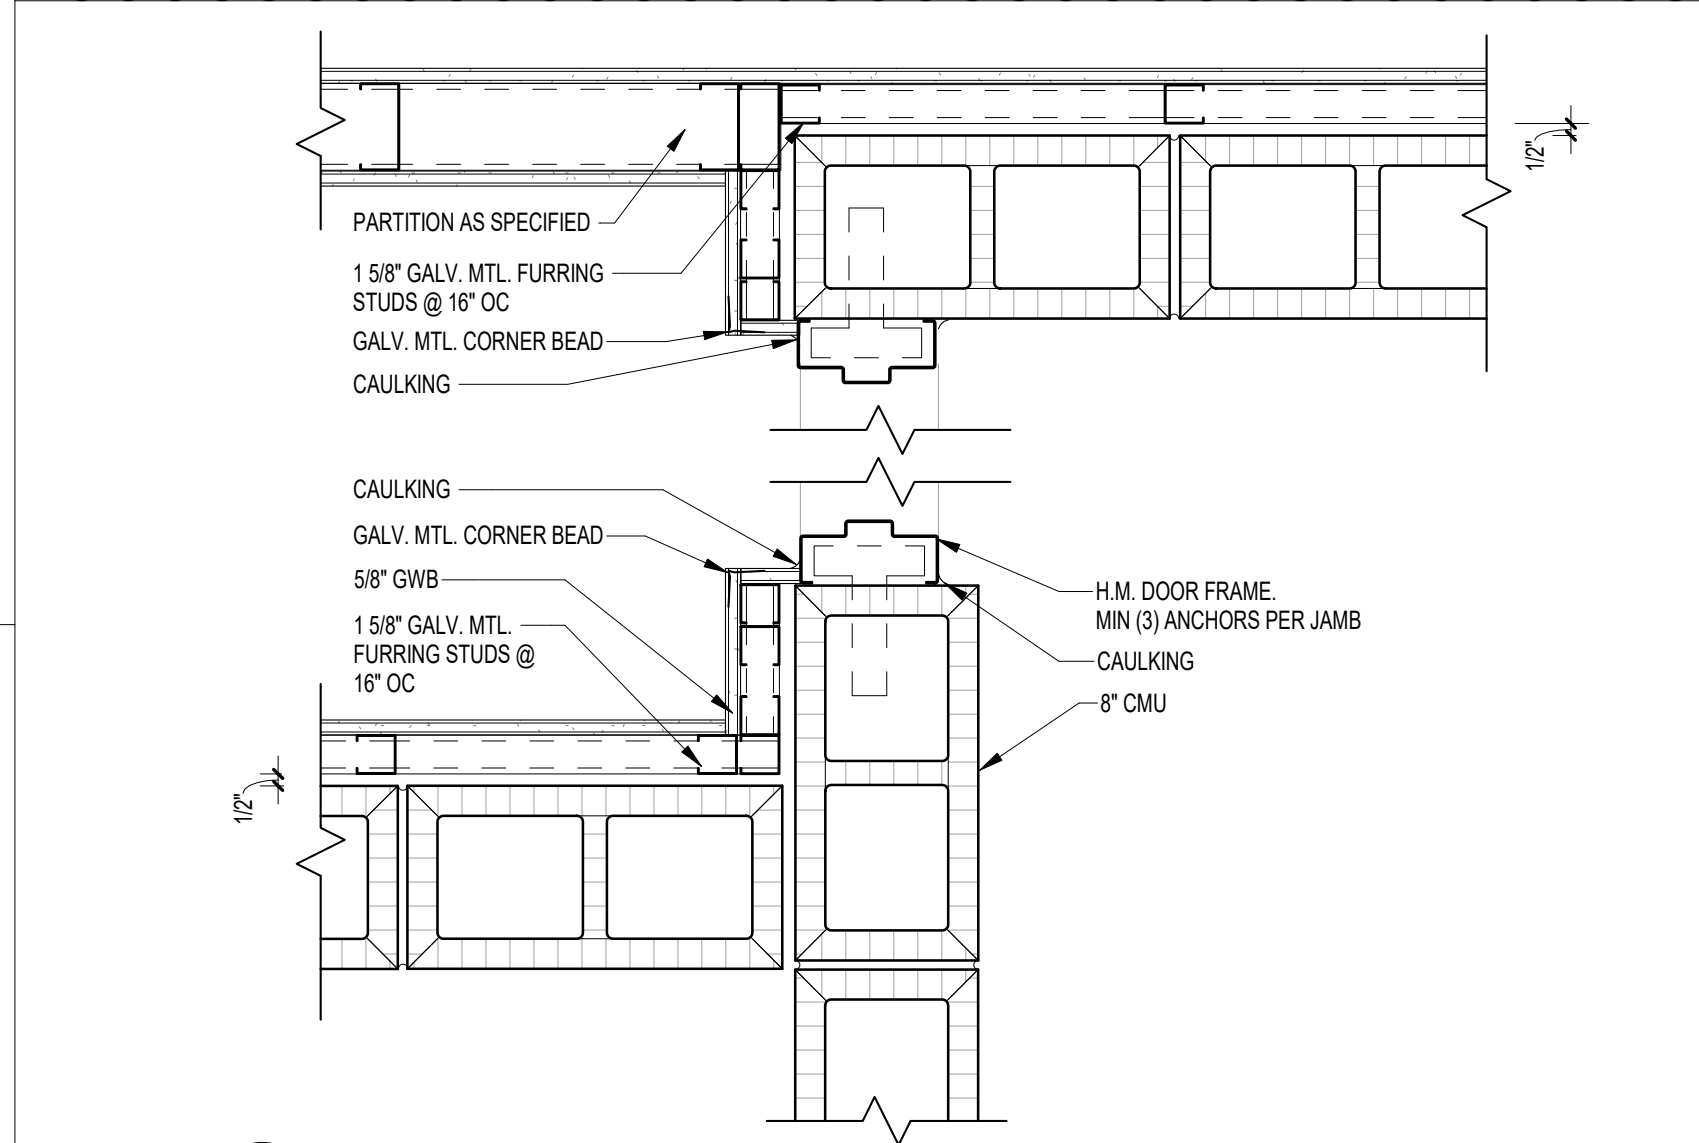 1/2"
PARTITION AS SPECIFIED
1 5/8" GALV. MTL. FURRING
STUDS @ 16" OC
GALV. MTL. CORNER BEAD
CAULKING
CAULKING
GALV. MTL. CORNER BEAD
5/8" GWB
1 5/8" GALV. MTL.
FURRING STUDS @
16" OC
H.M. DOOR FRAME.
MIN (3) ANCHORS PER JAMB
CAULKING
8" CMU
1/2"